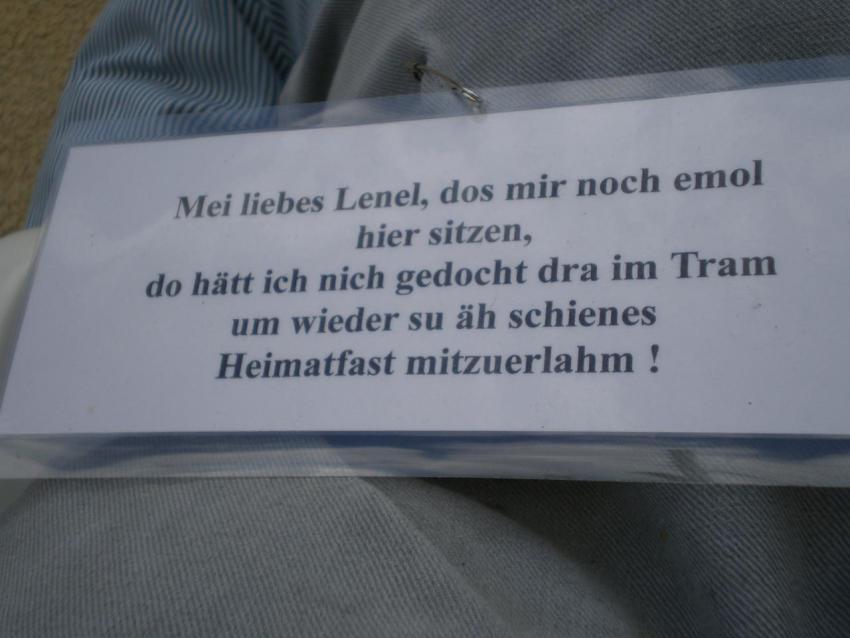 Mei liebes Lenel, dos mir noch emol
hier sitzen,
do hätt ich nich gedocht dra im Tram
um wieder su äh schienes
Heimatfast mitzuerlahm !